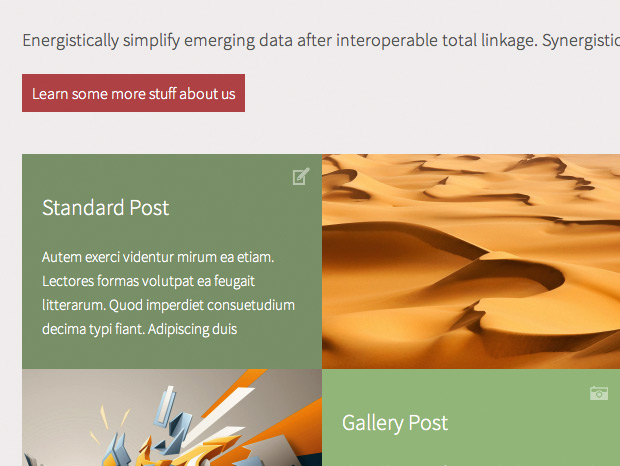 Energistically simplify emerging data after interoperable total linkage.
Learn some more stuff about us
Standard Post
Autem exerci videntur mirum ea etiam.
Lectores formas volutpat ea feugait
litterarum. Quod imperdiet consuetudium
decima typi fiant. Adipiscing duis
Gallery Post